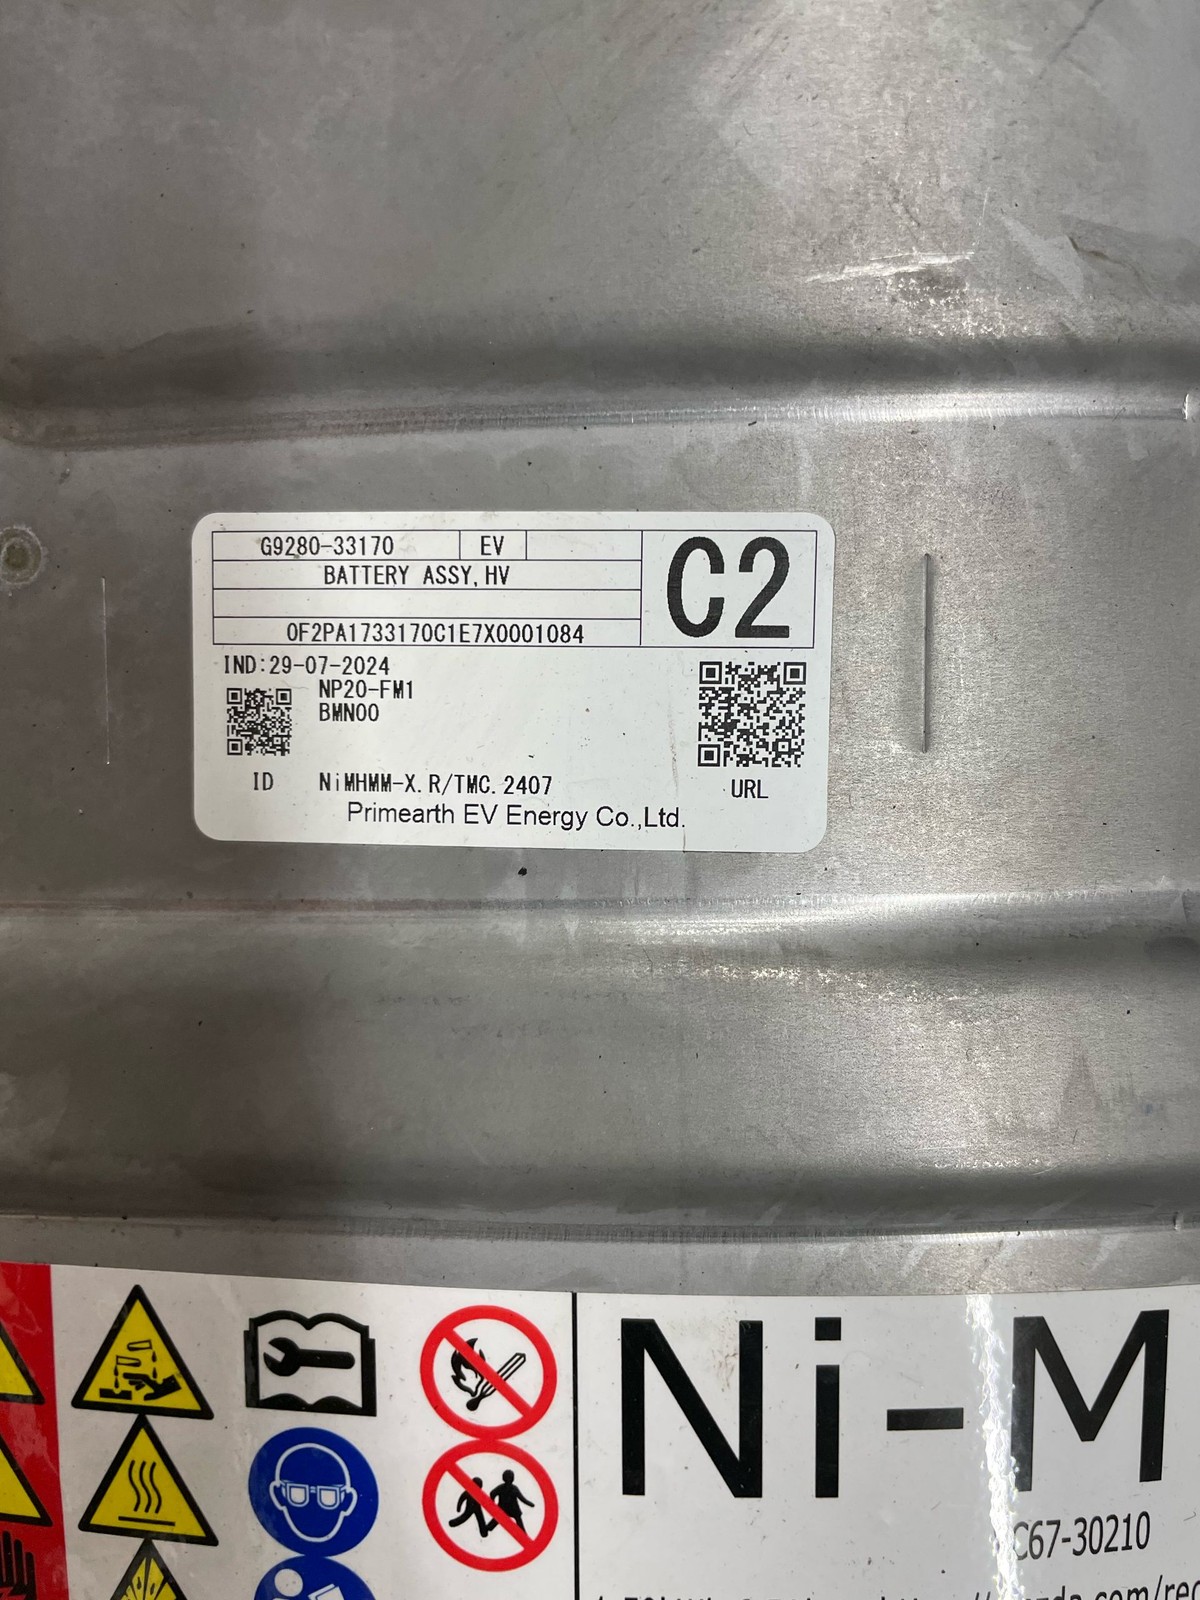 G9280-33170 EV
BATTERY ASSY,HV
C2
0F2PA1733170C1E7X0001084
IND:29-07-2024
NP20-FM1
BMN00
ID
NiMHMM-X.R/TMC.2407
URL
Primearth EV Energy Co.,Ltd.
Ni-M
C67-30210